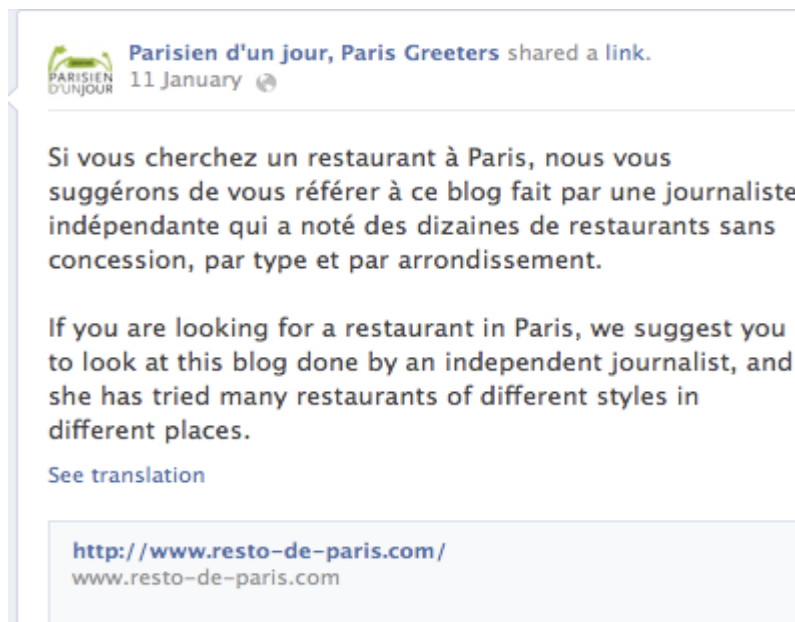 Parisien d'un jour, Paris Greeters shared a link.
11 January
PARISIEN
D'UNJOUR
Si vous cherchez un restaurant à Paris, nous vous
suggérons de vous référer à ce blog fait par une journaliste
indépendante qui a noté des dizaines de restaurants sans
concession, par type et par arrondissement.
If you are looking for a restaurant in Paris, we suggest you
to look at this blog done by an independent journalist, and
she has tried many restaurants of different styles in
different places.
See translation
http://www.resto-de-paris.com/
www.resto-de-paris.com